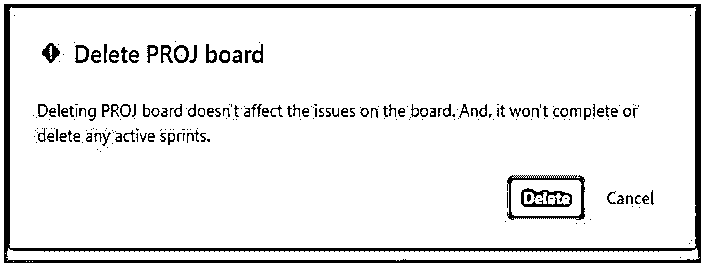 Delete PROJ board
Deleting PROJ board doesn't affect the issues on the board. And, it won't complete or
delete any active sprints.
Delete Cancel